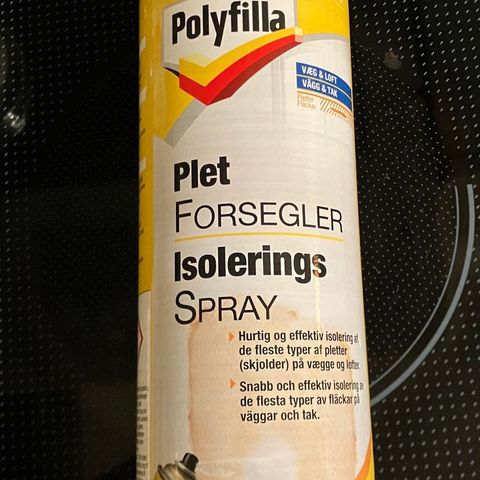 Polyfilla
VÆG & LOFT
VÄGG & TAK
Pletter
Fläckar
Plet
FORSEGLER
Isolerings
SPRAY
Hurtig og effektiv isolering af
de fleste typer af pletter
(skjolder) på vægge og lofter.
Snabb och effektiv isolering av
de flesta typer av fläckar på
väggar och tak.